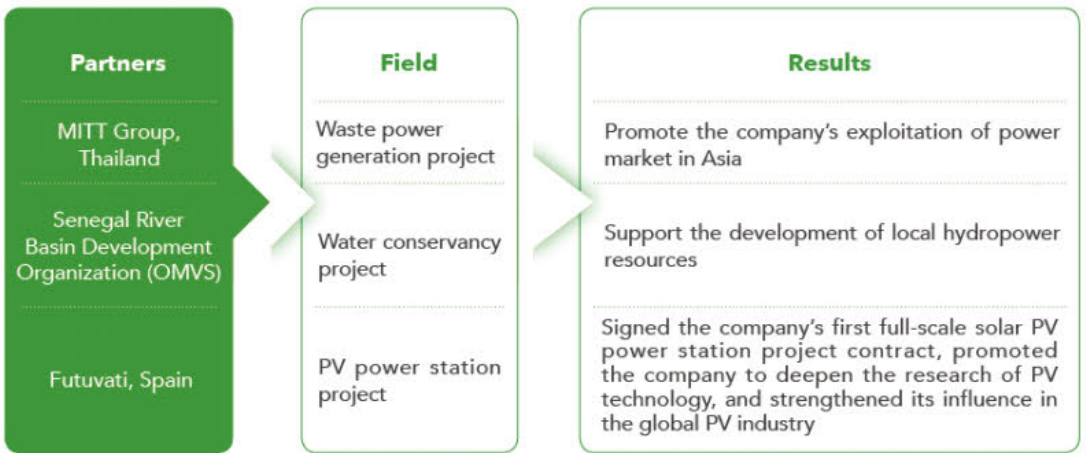 Partners
Field
Results
MITT Group,
Thailand
Waste power
generation project
Promote the company's exploitation of power
market in Asia
Senegal River
Basin Development
Organization (OMVS)
Water conservancy
project
Support the development of local hydropower
resources
Futuvati, Spain
PV power station
project
Signed the company's first full-scale solar PV
power station project contract, promoted
the company to deepen the research of PV
technology, and strengthened its influence in
the global PV industry